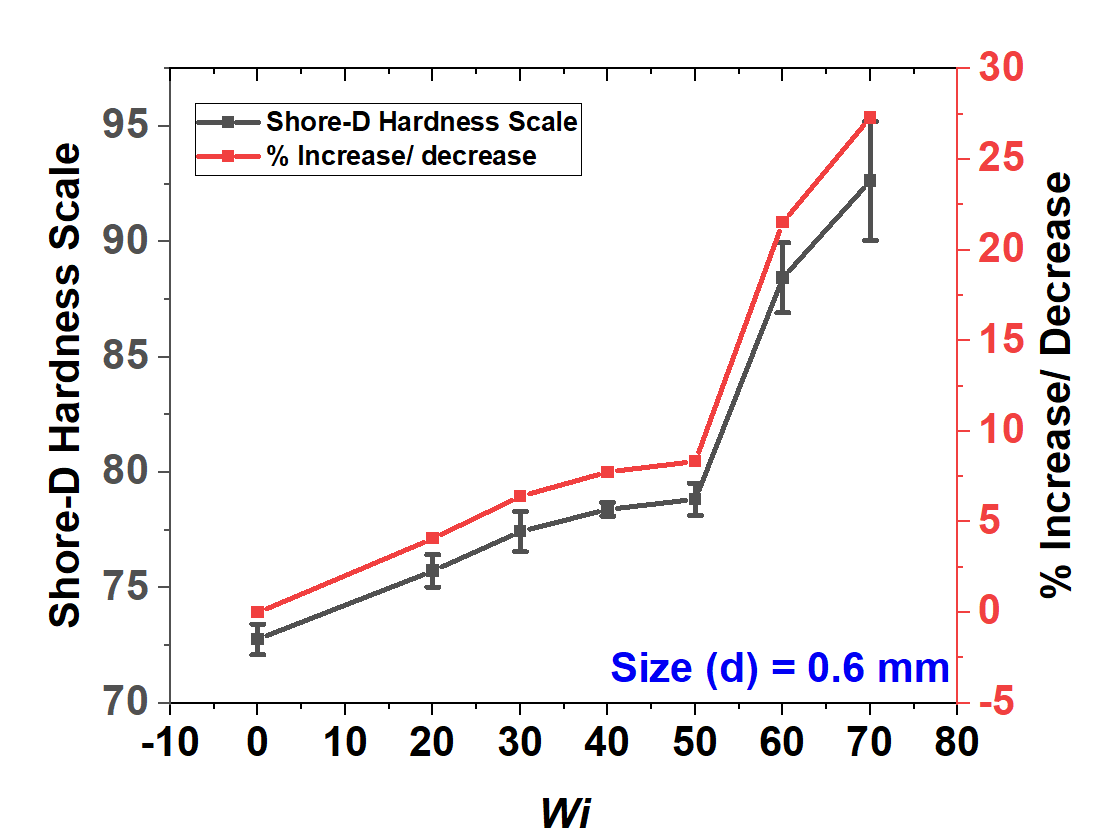 Shore-D Hardness Scale
% Increase/ decrease
95
90
85
80
75
70
Shore-D Hardness Scale
30
25
20
15
10
5
0
-5
% Increase/ Decrease
Size (d) = 0.6 mm
-10 0 10 20 30 40 50 60 70 80
Wi